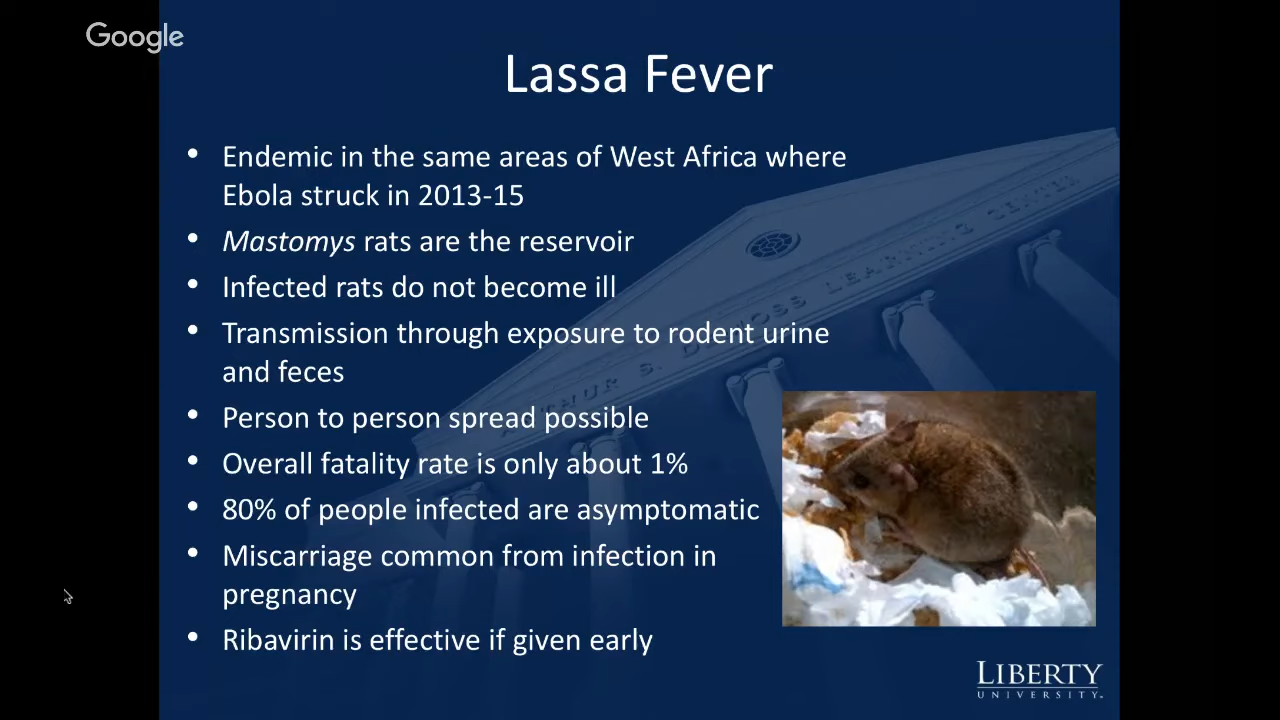 Google
Lassa Fever
• Endemic in the same areas of West Africa where
Ebola struck in 2013-15
• Mastomys rats are the reservoir
• Infected rats do not become ill
• Transmission through exposure to rodent urine
and feces
• Person to person spread possible
• Overall fatality rate is only about 1%
• 80% of people infected are asymptomatic
• Miscarriage common from infection in
pregnancy
• Ribavirin is effective if given early
LIBERTY
UNIVERSITY